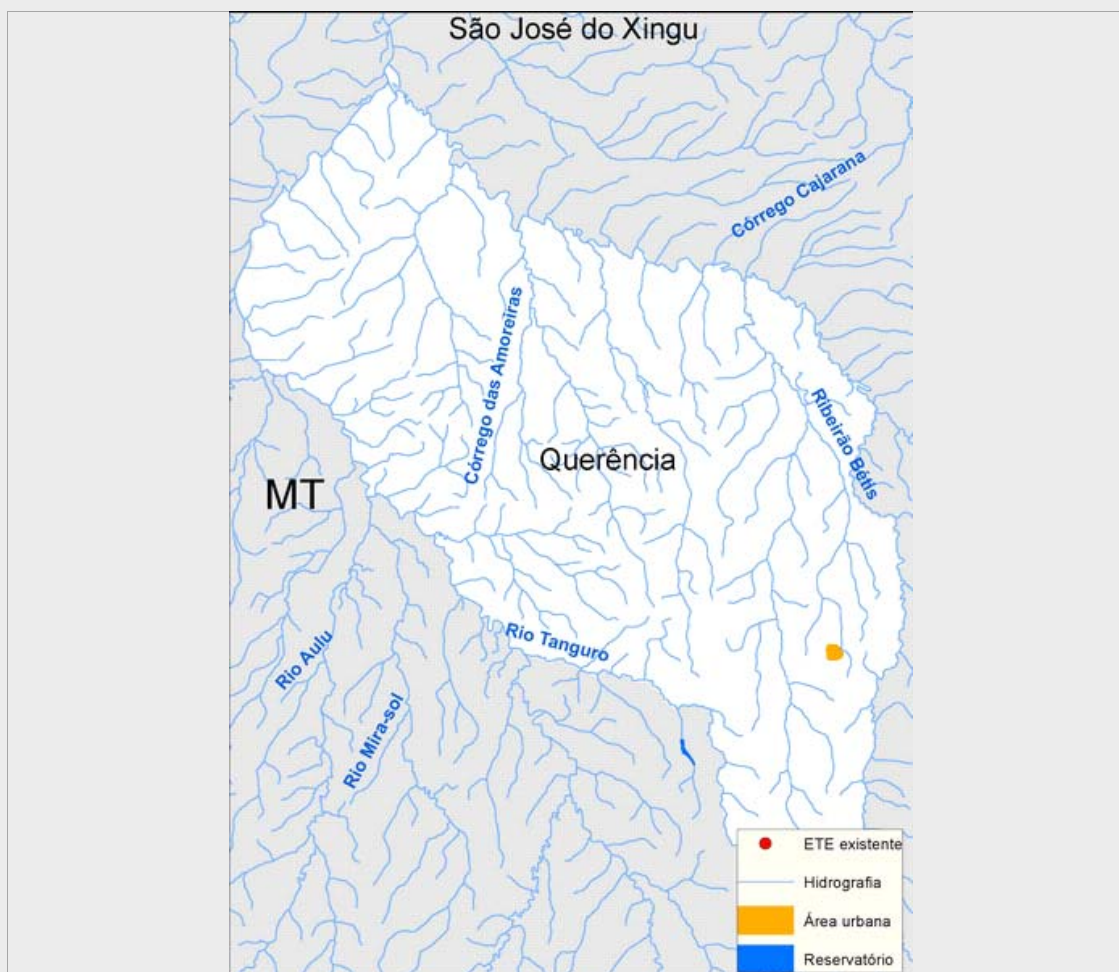 São José do Xingu
Córrego Cajarana
Córrego das Amoreiras
Ribeirão Bétis
Querência
MT
Rio Tanguro
Rio Aulu
Rio Mira-sol
ETE existente
Hidrografia
Área urbana
Reservatório